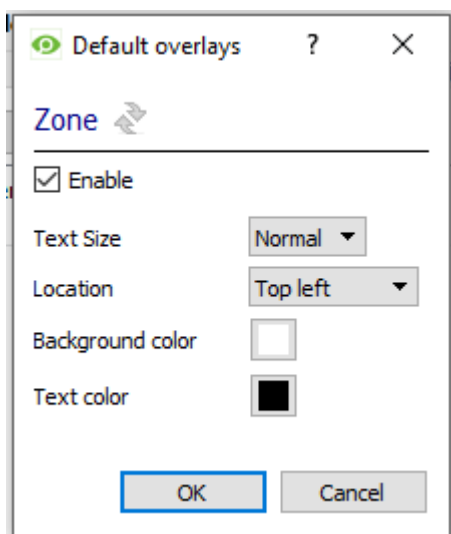 Default overlays ?
Zone
Enable
Text Size Normal
Location Top left
Background color
Text color
OK Cancel